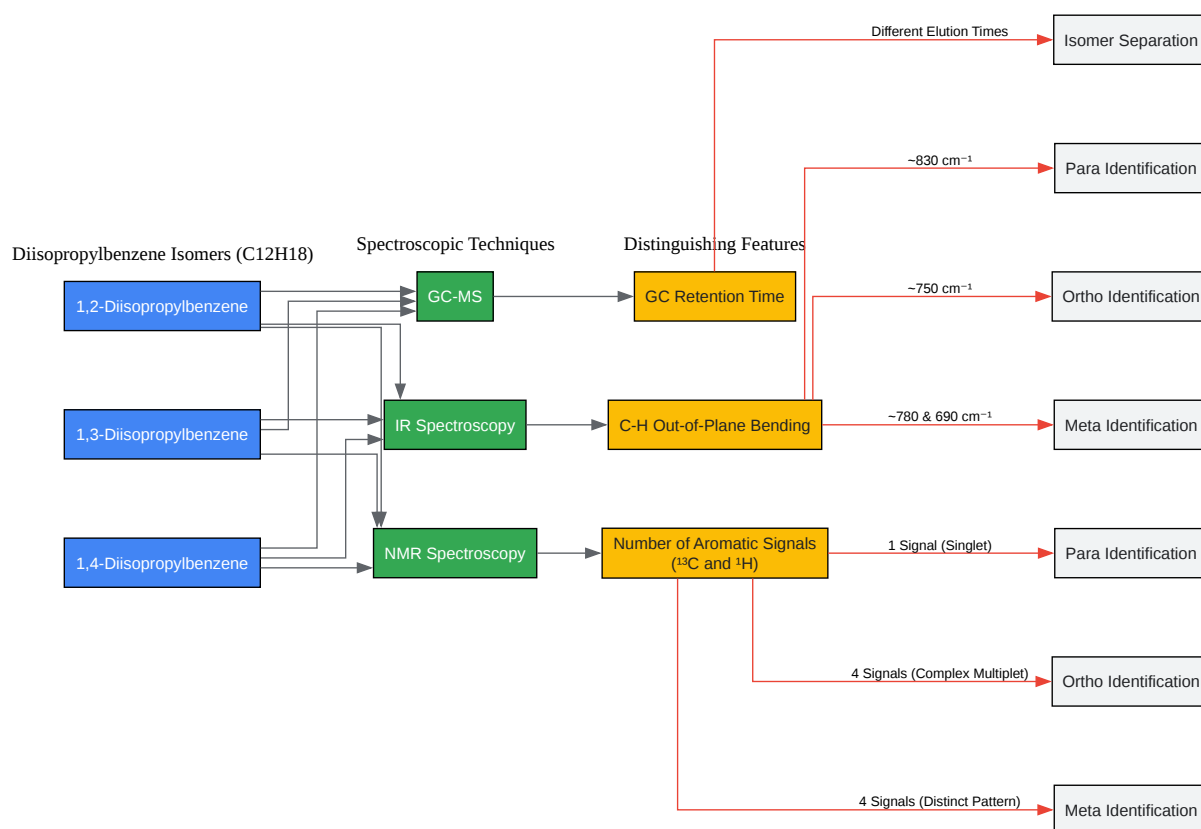 Different Elution Times
Isomer Separation
~830 cm⁻¹
Para Identification
Diisopropylbenzene Isomers (C12H18)
Spectroscopic Techniques
Distinguishing Features
1,2-Diisopropylbenzene
GC-MS
GC Retention Time
~750 cm⁻¹
Ortho Identification
1,3-Diisopropylbenzene
IR Spectroscopy
C-H Out-of-Plane Bending
~780 & 690 cm⁻¹
Meta Identification
1,4-Diisopropylbenzene
NMR Spectroscopy
Number of Aromatic Signals
(¹³C and ¹H)
1 Signal (Singlet)
Para Identification
4 Signals (Complex Multiplet)
Ortho Identification
4 Signals (Distinct Pattern)
Meta Identification